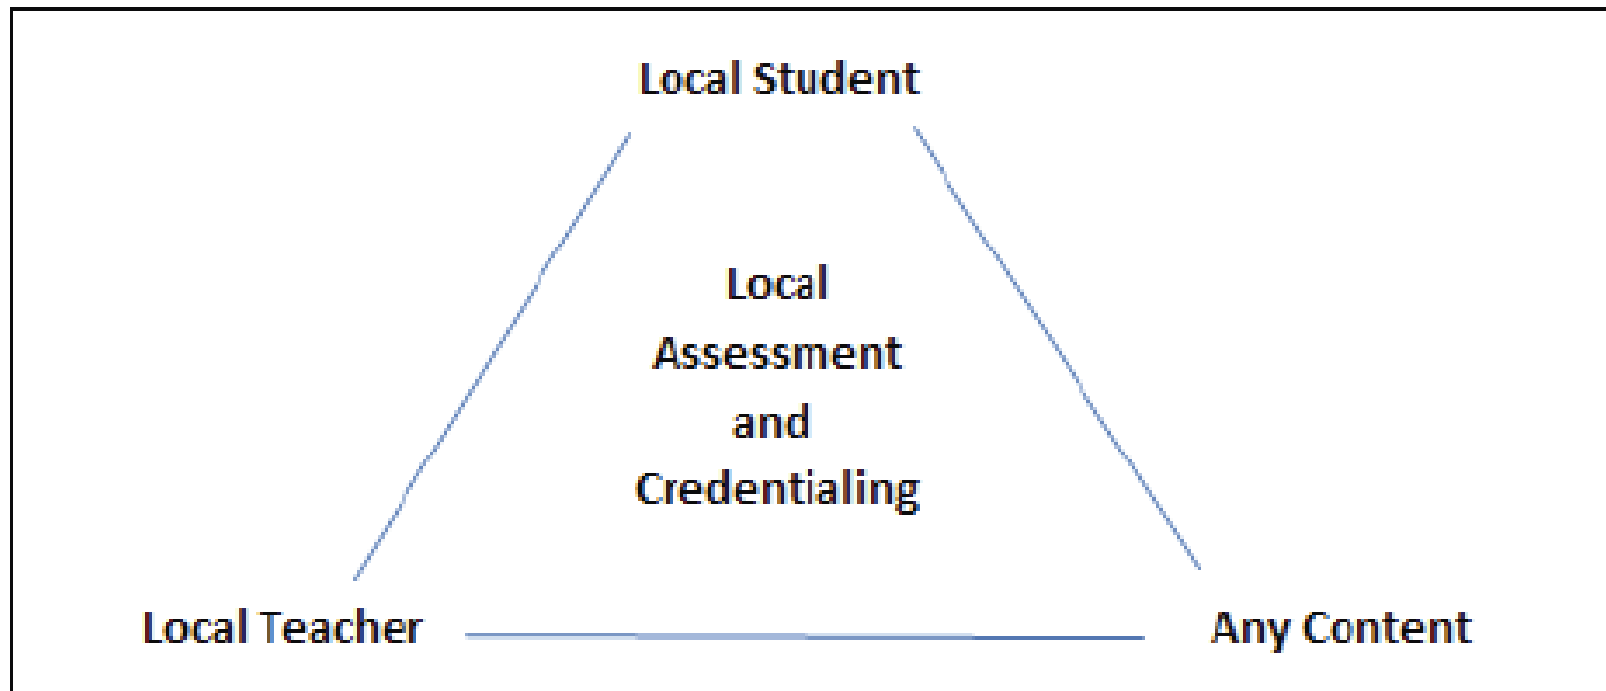 Local Student
Local
Assessment
and
Credentialing
Local Teacher
Any Content